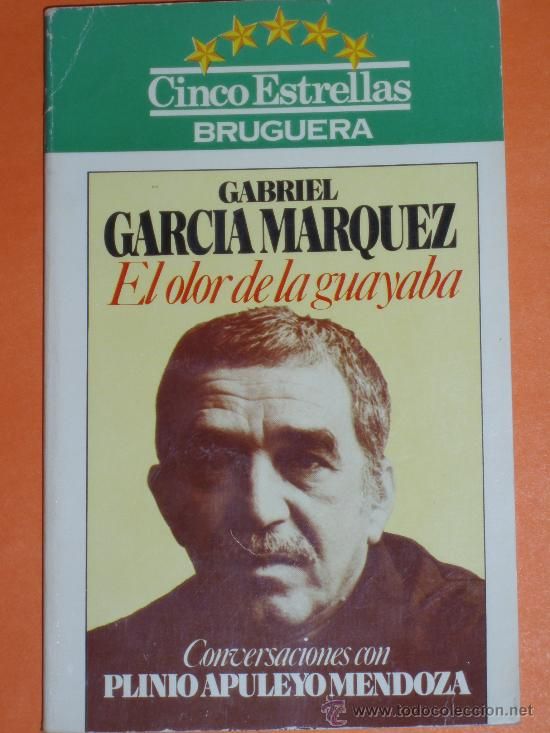 Cinco Estrellas
BRUGUERA
GABRIEL
GARCIA MARQUEZ
El olor de la guayaba
Conversaciones con
PLINIO APULEYO MENDOZA
www.todocoleccion.net